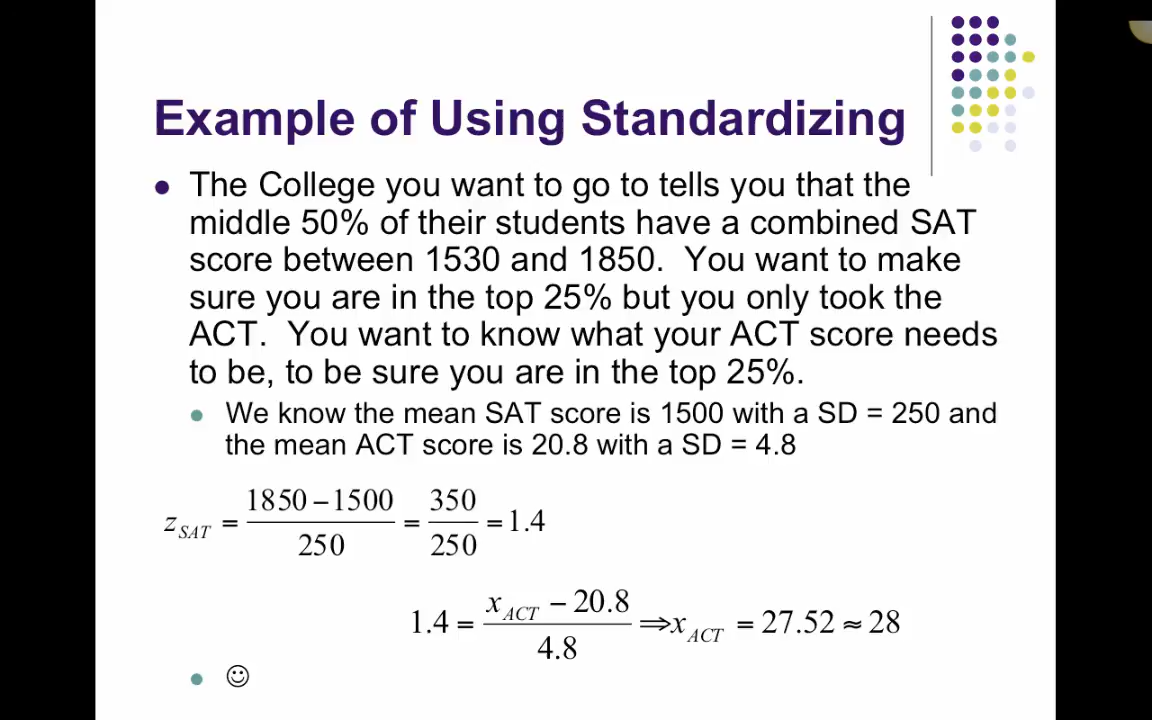 Example of Using Standardizing
The College you want to go to tells you that the
middle 50% of their students have a combined SAT
score between 1530 and 1850.  You want to make
sure you are in the top 25% but you only took the
ACT.  You want to know what your ACT score needs
to be, to be sure you are in the top 25%.
We know the mean SAT score is 1500 with a SD = 250 and
the mean ACT score is 20.8 with a SD = 4.8
z_SAT = (1850 − 1500)/250 = 350/250 = 1.4
1.4 = (x_ACT − 20.8)/4.8 ⇒ x_ACT = 27.52 ≈ 28
☺